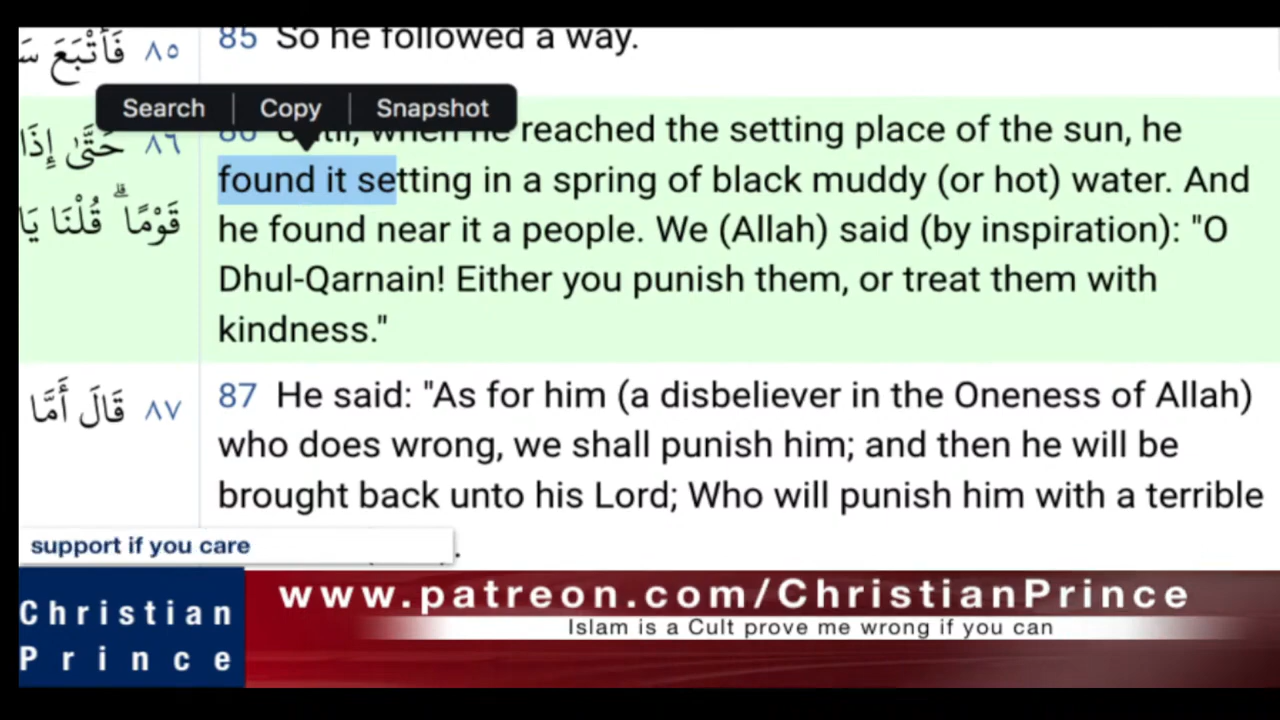 فَأَتْبَعَ سَ ٨٥
85 So he followed a way.
Search Copy Snapshot
حَتَّىٰ إِذَا ٨٦
قَوْمًا ۗ قُلْنَا يَا
86 Until, when he reached the setting place of the sun, he
found it setting in a spring of black muddy (or hot) water. And
he found near it a people. We (Allah) said (by inspiration): "O
Dhul-Qarnain! Either you punish them, or treat them with
kindness."
قَالَ أَمَّا ٨٧
87 He said: "As for him (a disbeliever in the Oneness of Allah)
who does wrong, we shall punish him; and then he will be
brought back unto his Lord; Who will punish him with a terrible
support if you care
Christian
Prince
www.patreon.com/ChristianPrince
Islam is a Cult prove me wrong if you can